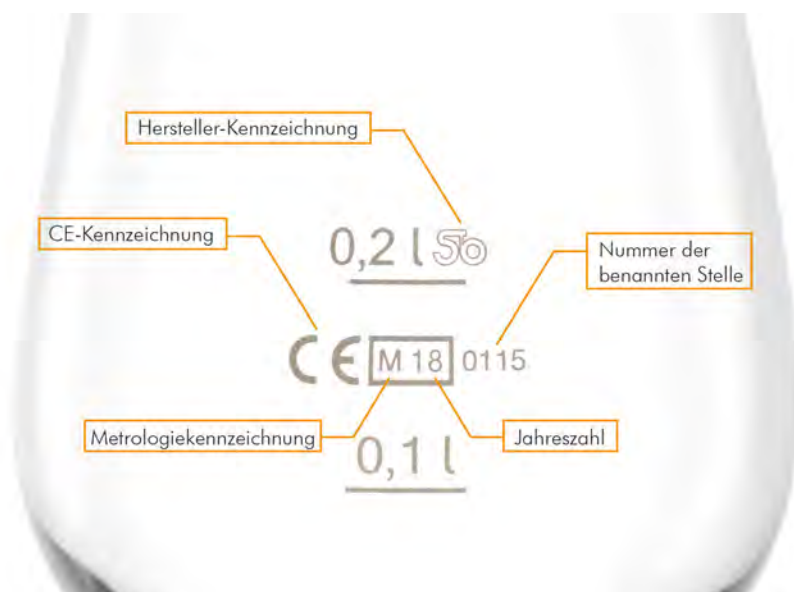 Hersteller-Kennzeichnung
CE-Kennzeichnung
0,2 l
Nummer der
benannten Stelle
CE M 18 0115
Metrologiekennzeichnung
Jahreszahl
0,1 l